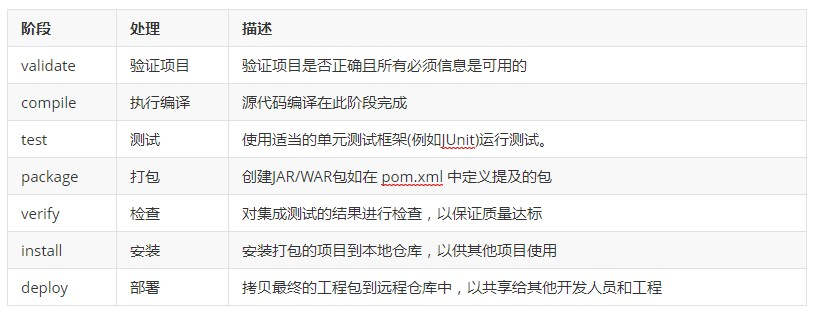 阶段 处理 描述
validate 验证项目 验证项目是否正确且所有必须信息是可用的
compile 执行编译 源代码编译在此阶段完成
test 测试 使用适当的单元测试框架(例如JUnit)运行测试。
package 打包 创建JAR/WAR包如在 pom.xml 中定义提及的包
verify 检查 对集成测试的结果进行检查，以保证质量达标
install 安装 安装打包的项目到本地仓库，以供其他项目使用
deploy 部署 拷贝最终的工程包到远程仓库中，以共享给其他开发人员和工程